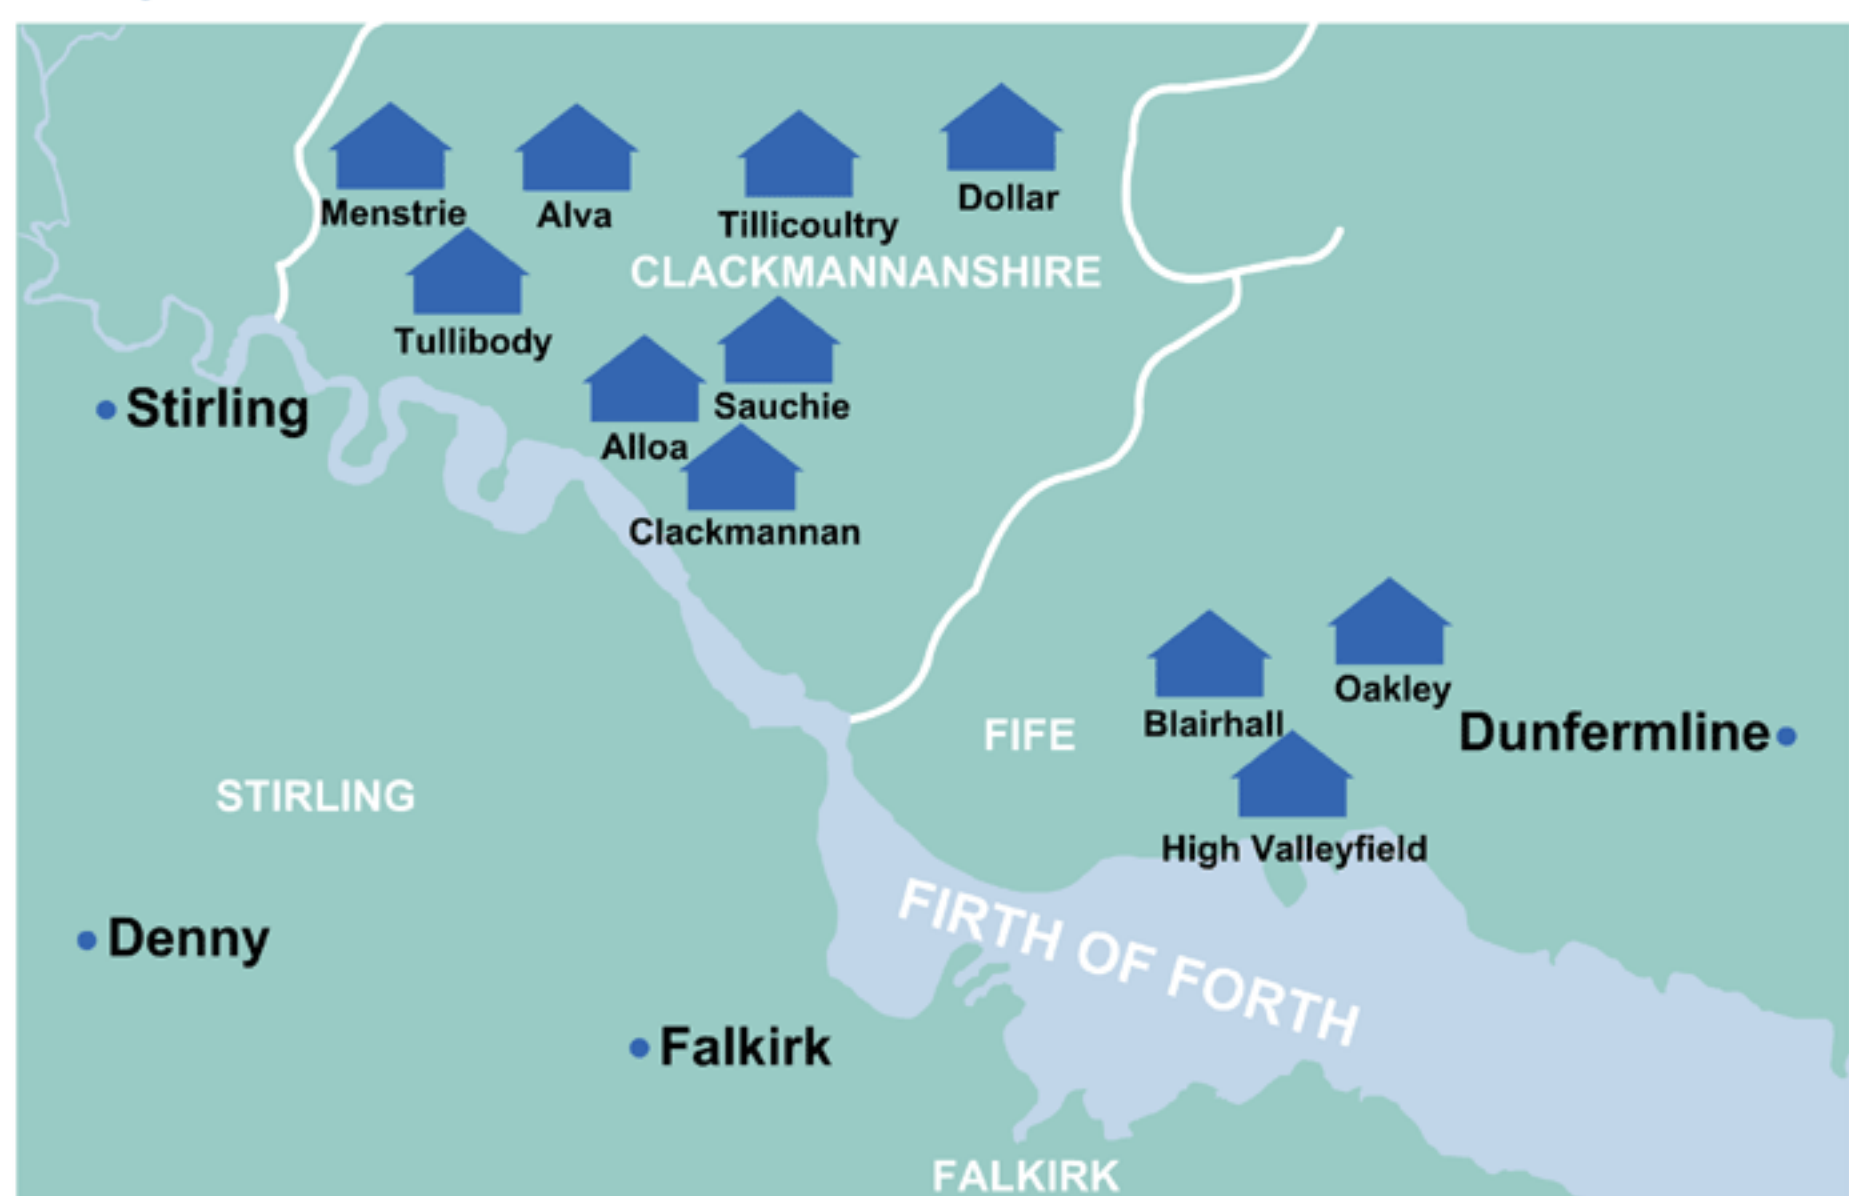 Dollar
Menstrie
Alva
Tillicoultry
CLACKMANNANSHIRE
Tullibody
Stirling
Sauchie
Alloa
Clackmannan
Oakley
Blairhall
FIFE
Dunfermline
STIRLING
High Valleyfield
FIRTH OF FORTH
Denny
Falkirk
FALKIRK